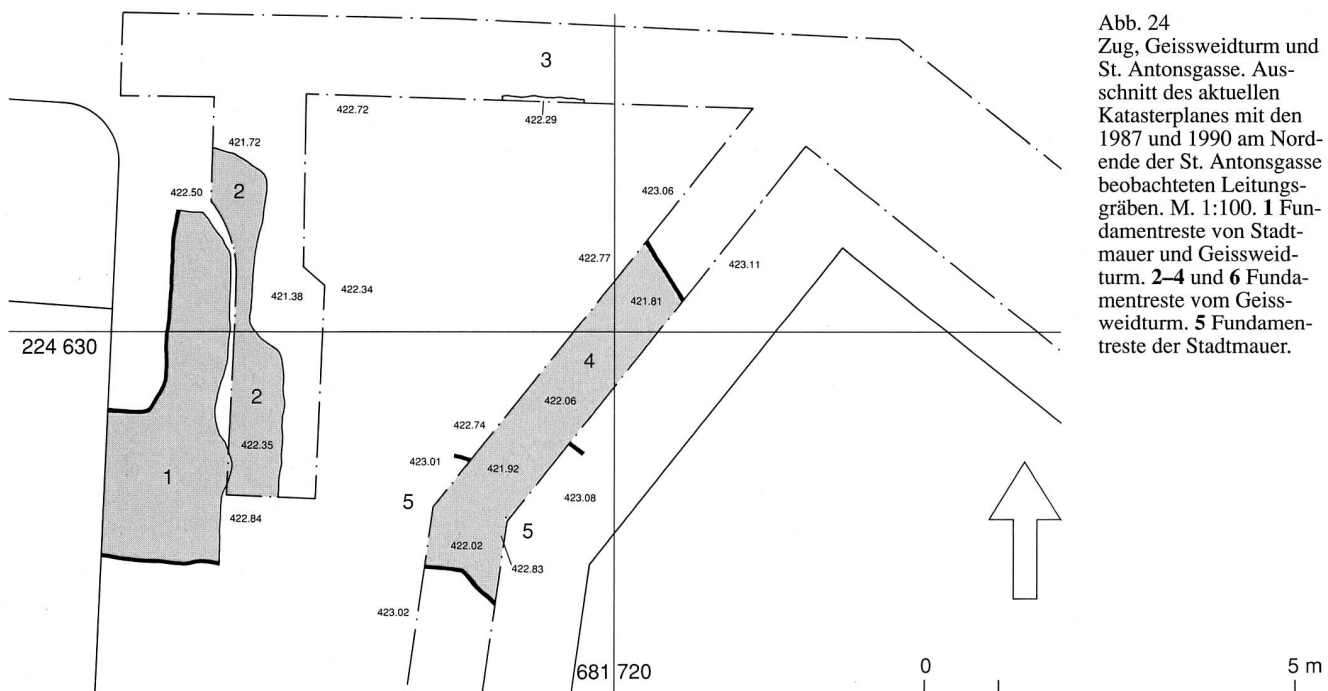 Abb. 24
Zug, Geissweidturm und
St. Antonsgasse. Aus-
schnitt des aktuellen
Katasterplanes mit den
1987 und 1990 am Nord-
ende der St. Antonsgasse
beobachteten Leitungs-
gräben. M. 1:100. 1 Fun-
damentreste von Stadt-
mauer und Geissweid-
turm. 2–4 und 6 Funda-
mentreste vom Geiss-
weidturm. 5 Fundamen-
treste der Stadtmauer.
3
422.72
422.29
421.72
2
422.50
423.06
422.77
423.11
421.81
421.38
422.34
224 630
4
2
422.06
422.35
422.74
423.01
421.92
1
5
423.08
422.84
5
422.02
422.83
423.02
681 720
0
5 m